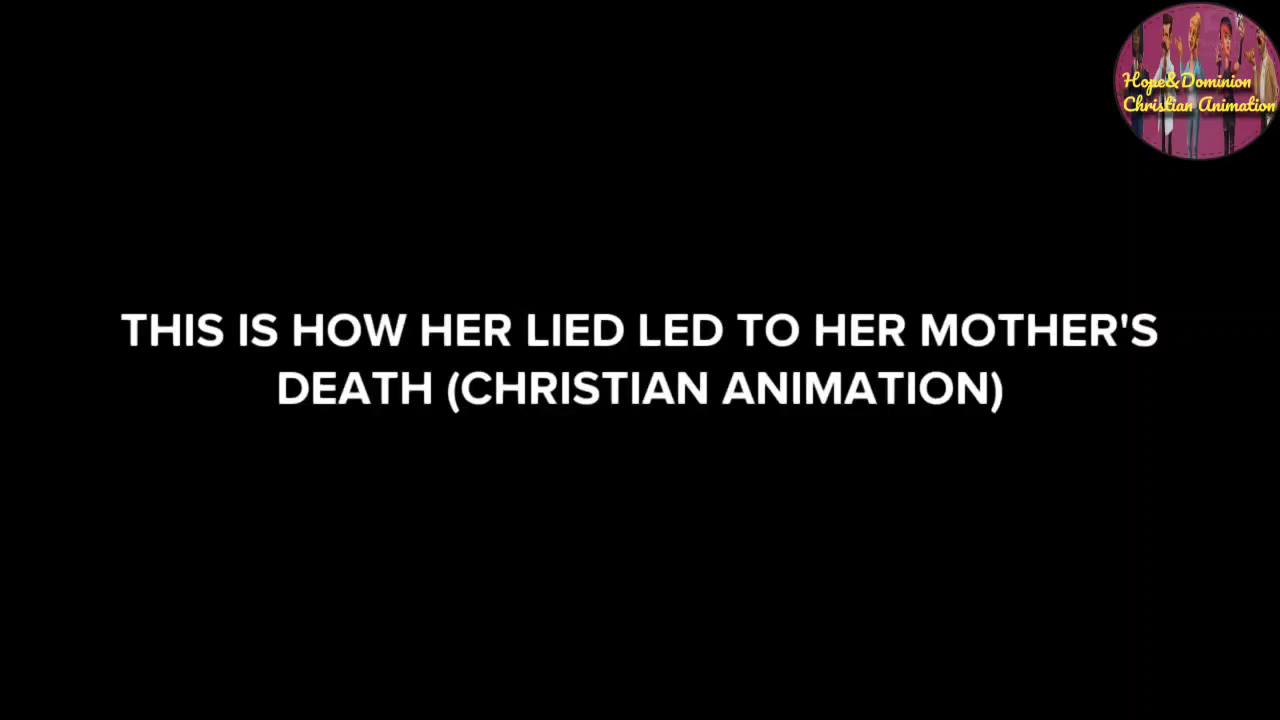 Hope&Dominion
Christian Animation
THIS IS HOW HER LIED LED TO HER MOTHER'S
DEATH (CHRISTIAN ANIMATION)